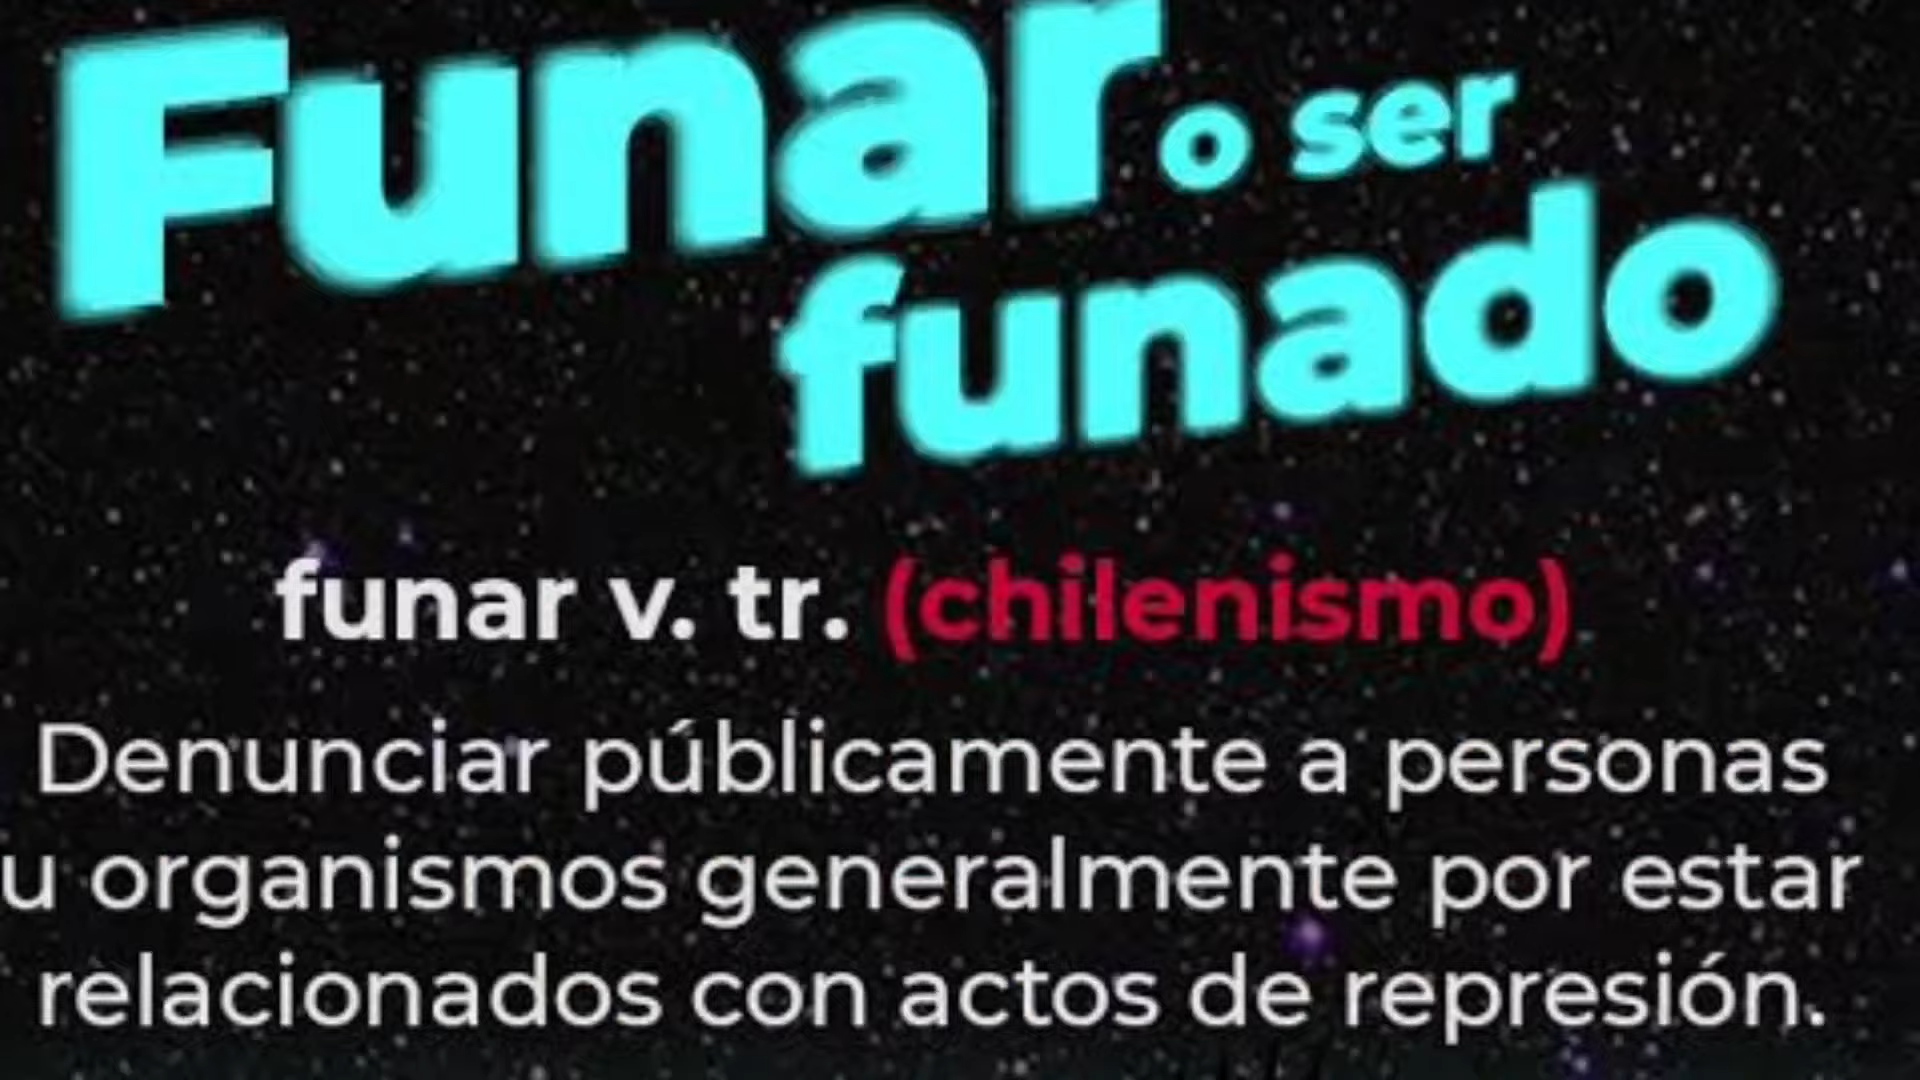 Funar o ser
funado
funar v. tr. (chilenismo)
Denunciar públicamente a personas
u organismos generalmente por estar
relacionados con actos de represión.